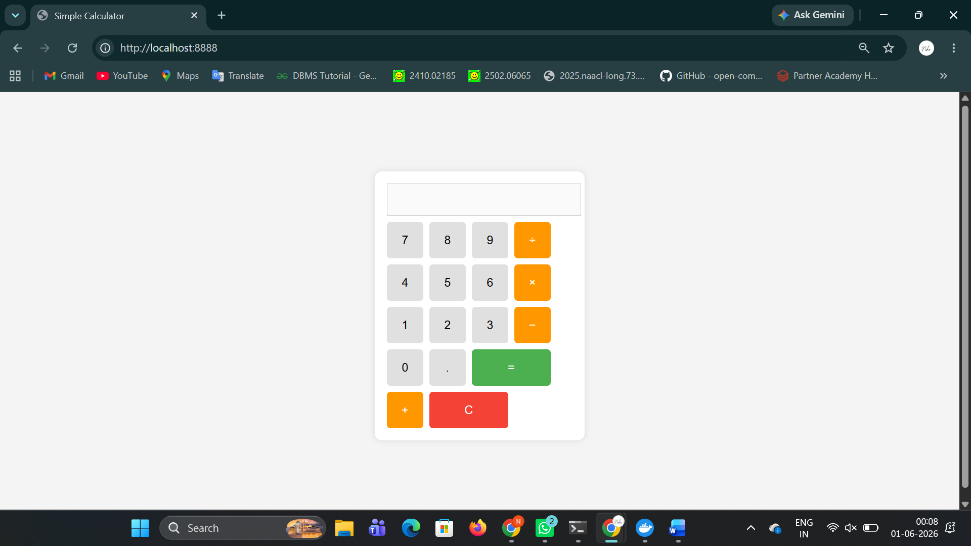 Simple Calculator
Ask Gemini
http://localhost:8888
Gmail
YouTube
Maps
Translate
DBMS Tutorial - Ge...
2410.02185
2502.06065
2025.naacl-long.73....
GitHub - open-com...
Partner Academy H...
7 8 9 ÷
4 5 6 ×
1 2 3 −
0 . =
+ C
Search
N
2
ENG
IN
00:08
01-06-2026